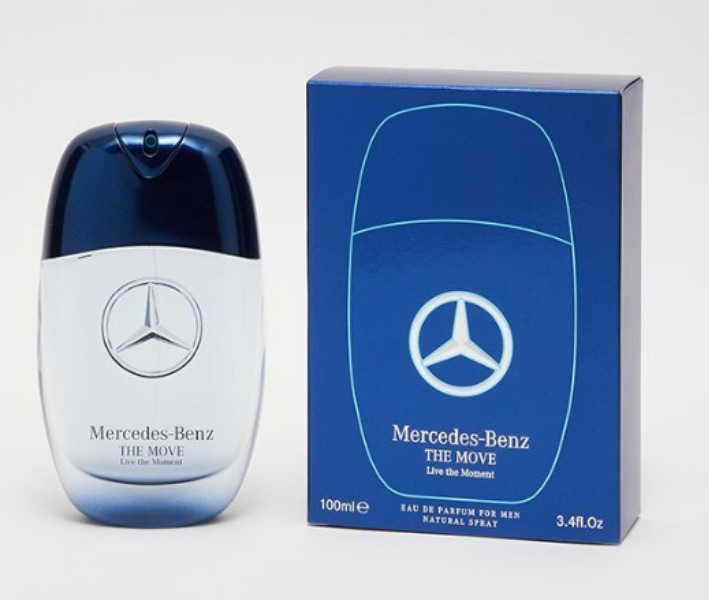 Mercedes-Benz
THE MOVE
Live the Moment
Mercedes-Benz
THE MOVE
Live the Moment
100ml ℮
EAU DE PARFUM FOR MEN
NATURAL SPRAY
3.4fl.Oz